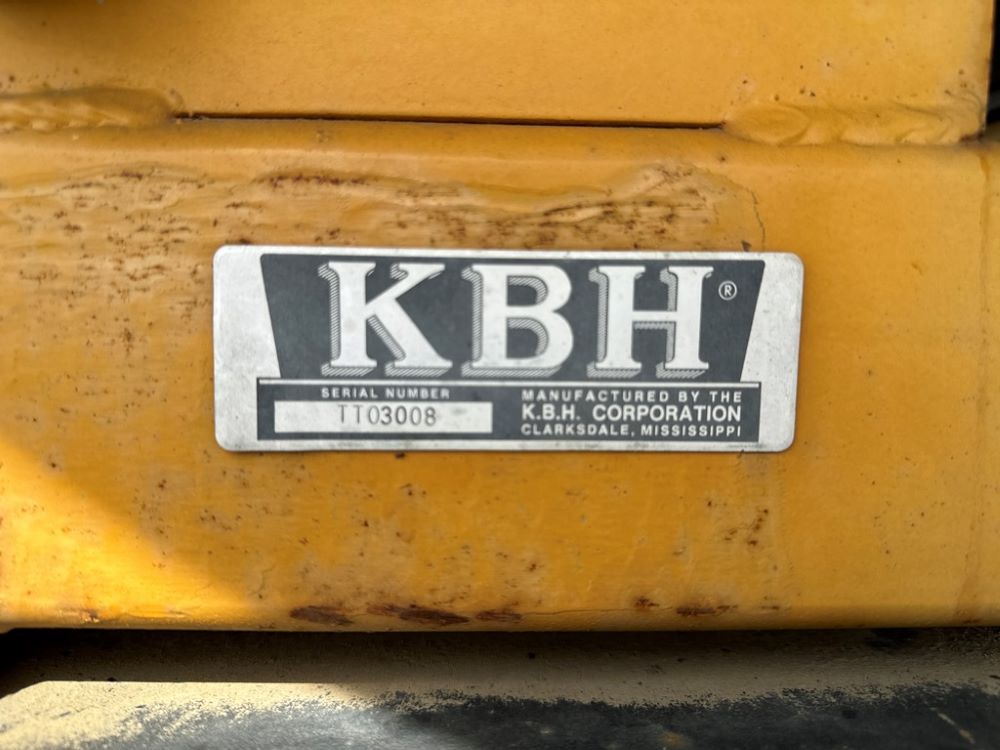 KBH®
SERIAL NUMBER
TT03008
MANUFACTURED BY THE
K.B.H. CORPORATION
CLARKSDALE, MISSISSIPPI